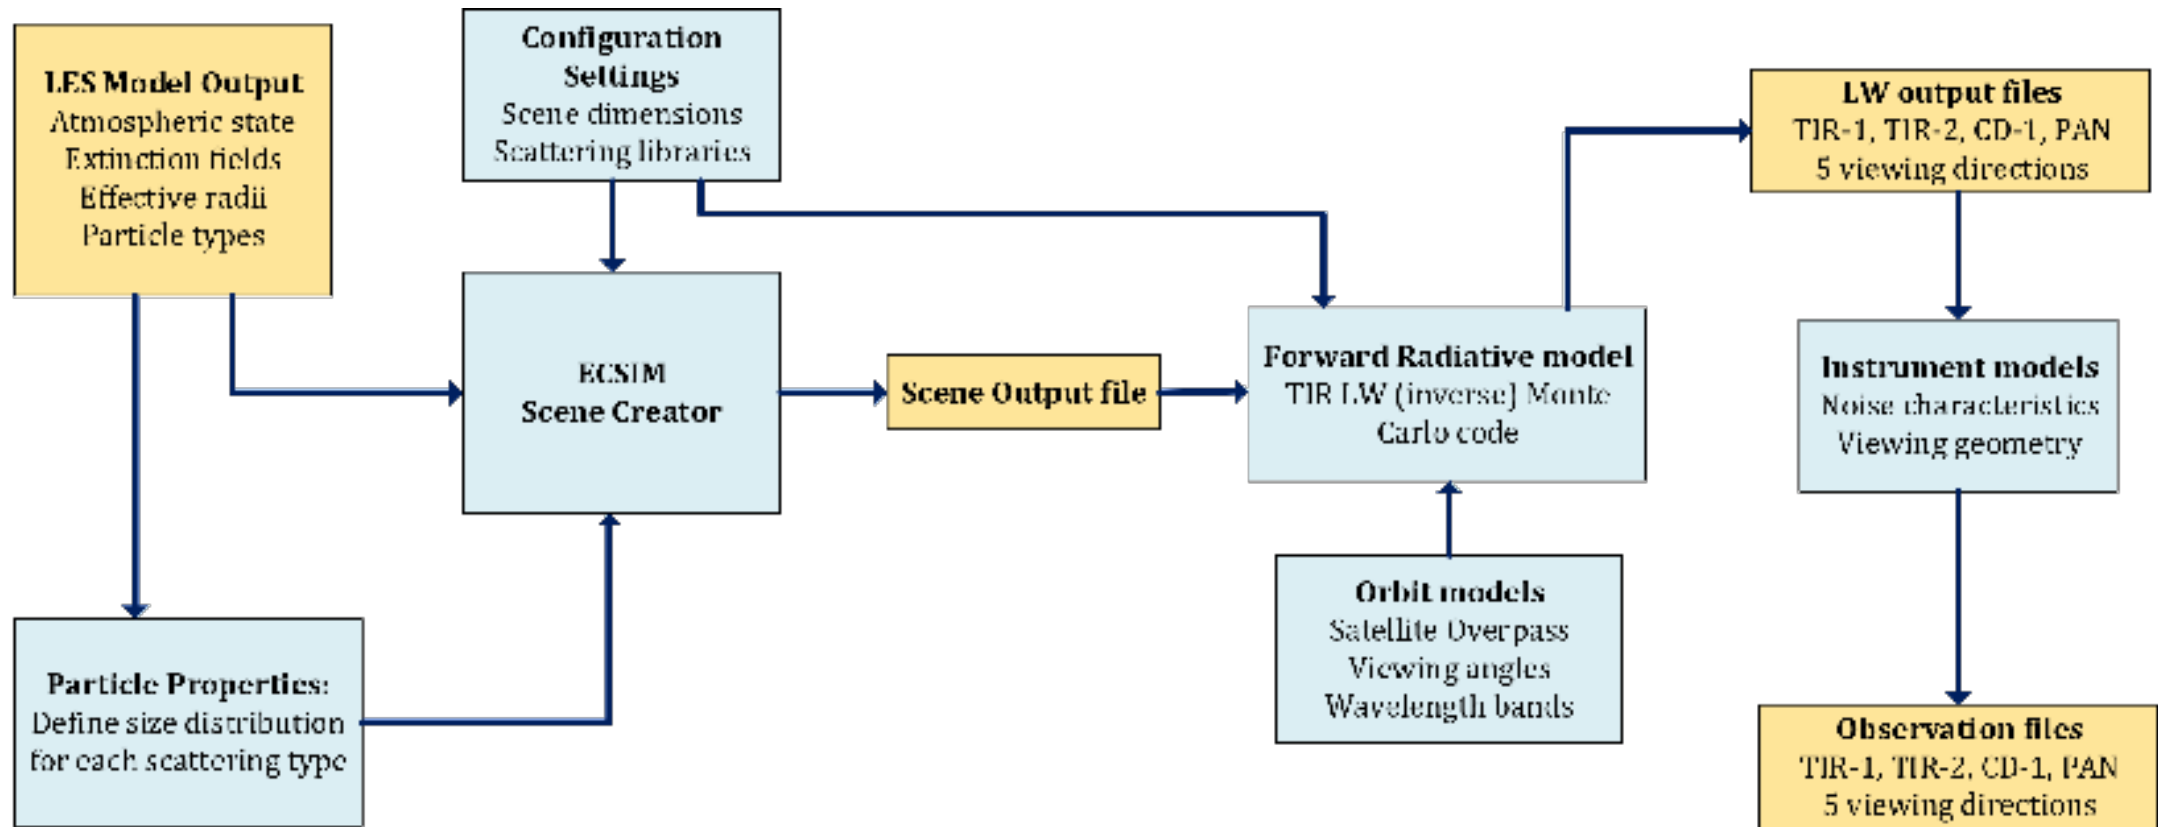 LES Model Output
Atmospheric state
Extinction fields
Effective radii
Particle types
Configuration
Settings
Scene dimensions
Scattering libraries
ECSIM
Scene Creator
Particle Properties:
Define size distribution
for each scattering type
Scene Output file
Forward Radiative model
TIR LW (inverse) Monte
Carlo code
Orbit models
Satellite Overpass
Viewing angles
Wavelength bands
LW output files
TIR-1, TIR-2, CD-1, PAN
5 viewing directions
Instrument models
Noise characteristics
Viewing geometry
Observation files
TIR-1, TIR-2, CD-1, PAN
5 viewing directions